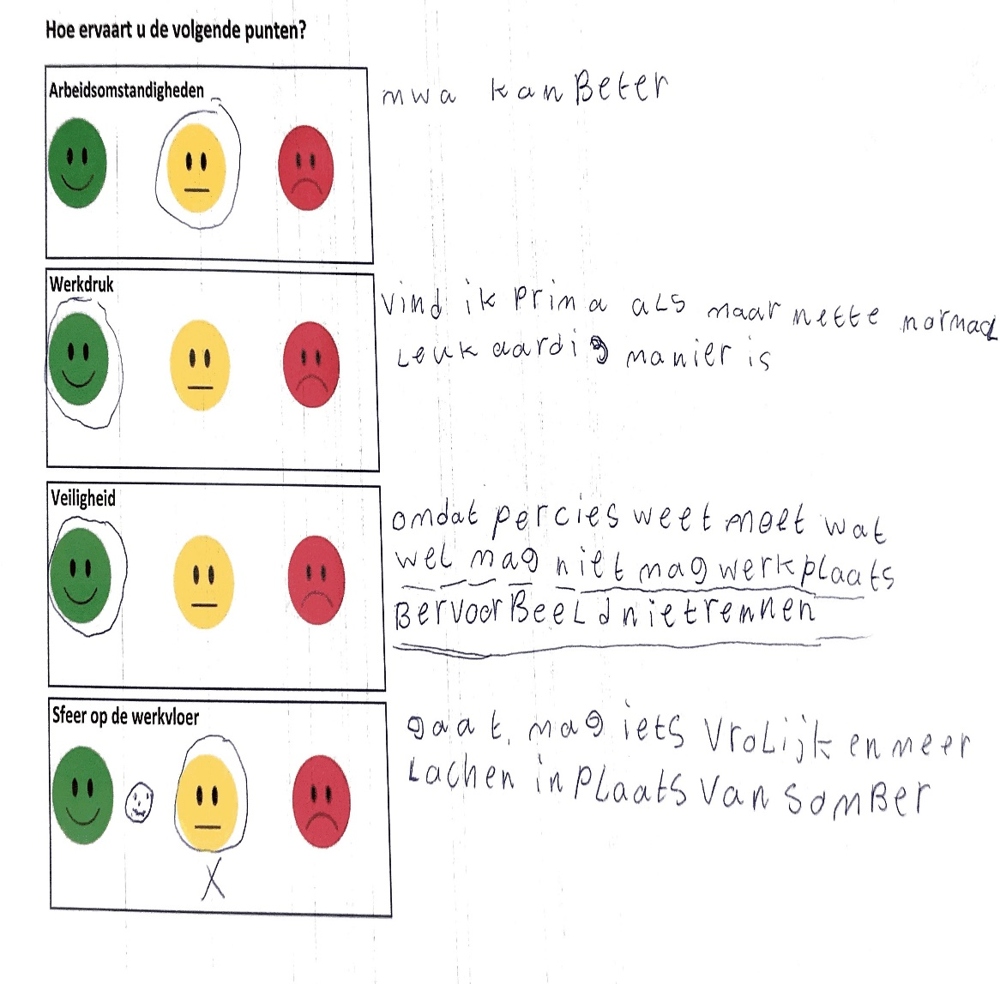 Hoe ervaart u de volgende punten?
Arbeidsomstandigheden
mwa kan Beter
Werkdruk
vind ik prima als maar nette normaal
Leuk aardig manier is
Veiligheid
omdat percies weet moet wat
wel mag niet mag werkplaats
BervoorBeeld niet rennen
Sfeer op de werkvloer
gaat. mag iets vrolijk en meer
Lachen in plaats van somBer
X